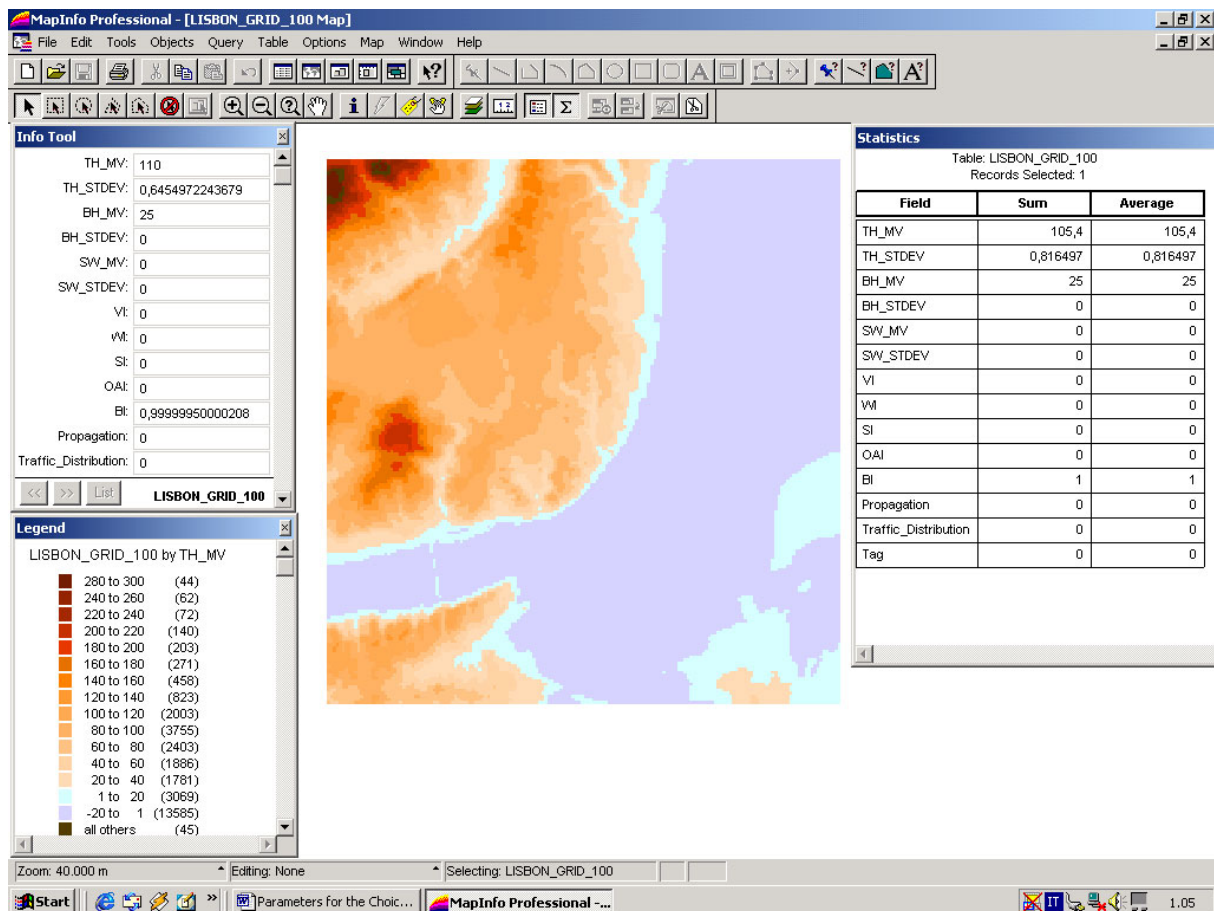 MapInfo Professional - [LISBON_GRID_100 Map]
File Edit Tools Objects Query Table Options Map Window Help
Info Tool
TH_MV: 110
TH_STDEV: 0,6454972243679
BH_MV: 25
BH_STDEV: 0
SW_MV: 0
SW_STDEV: 0
VI: 0
WI: 0
SI: 0
OAI: 0
BI: 0,99999950000208
Propagation: 0
Traffic_Distribution: 0
<< >> List LISBON_GRID_100
Legend
LISBON_GRID_100 by TH_MV
280 to 300 (44)
240 to 260 (62)
220 to 240 (72)
200 to 220 (140)
180 to 200 (203)
160 to 180 (271)
140 to 160 (458)
120 to 140 (823)
100 to 120 (2003)
80 to 100 (3755)
60 to 80 (2403)
40 to 60 (1886)
20 to 40 (1781)
1 to 20 (3069)
-20 to 1 (13585)
all others (45)
Statistics
Table: LISBON_GRID_100
Records Selected: 1
Field Sum Average
TH_MV 105,4 105,4
TH_STDEV 0,816497 0,816497
BH_MV 25 25
BH_STDEV 0 0
SW_MV 0 0
SW_STDEV 0 0
VI 0 0
WI 0 0
SI 0 0
OAI 0 0
BI 1 1
Propagation 0 0
Traffic_Distribution 0 0
Tag 0 0
Zoom: 40.000 m Editing: None Selecting: LISBON_GRID_100
Start » Parameters for the Choic... MapInfo Professional -... IT 1.05